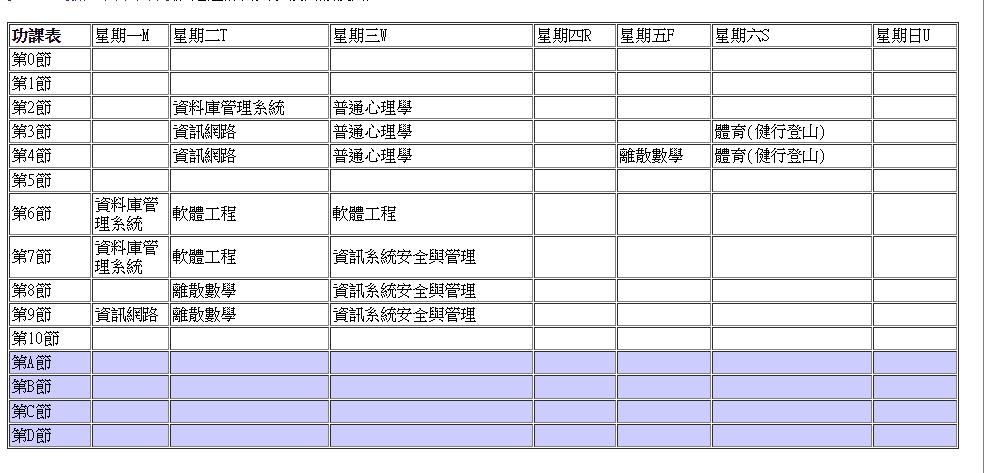 功課表 星期一M 星期二T 星期三W 星期四R 星期五F 星期六S 星期日U
第0節
第1節
第2節 資料庫管理系統 普通心理學
第3節 資訊網路 普通心理學 體育(健行登山)
第4節 資訊網路 普通心理學 離散數學 體育(健行登山)
第5節
第6節 資料庫管理系統 軟體工程 軟體工程
第7節 資料庫管理系統 軟體工程 資訊系統安全與管理
第8節 離散數學 資訊系統安全與管理
第9節 資訊網路 離散數學 資訊系統安全與管理
第10節
第A節
第B節
第C節
第D節